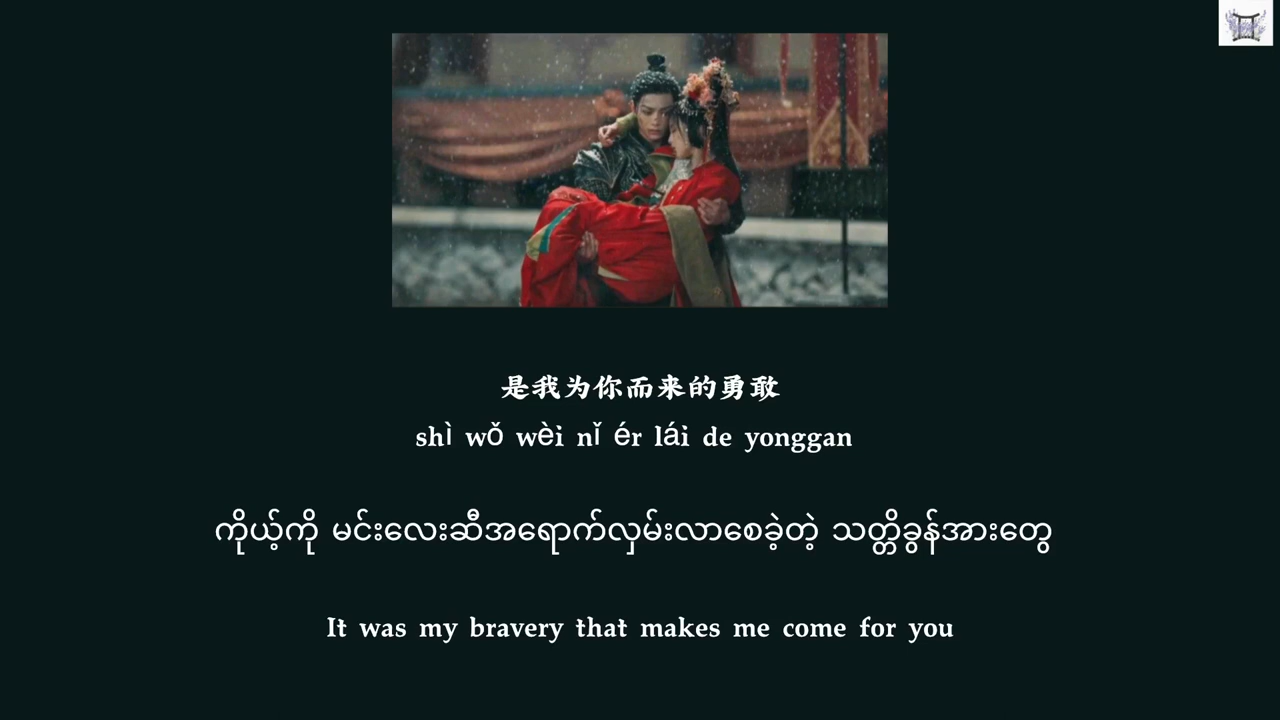 是我为你而来的勇敢
shì wǒ wèi nǐ ér lái de yonggan
ကိုယ့်ကို မင်းလေးဆီအရောက်လှမ်းလာစေခဲ့တဲ့ သတ္တိခွန်အားတွေ
It was my bravery that makes me come for you